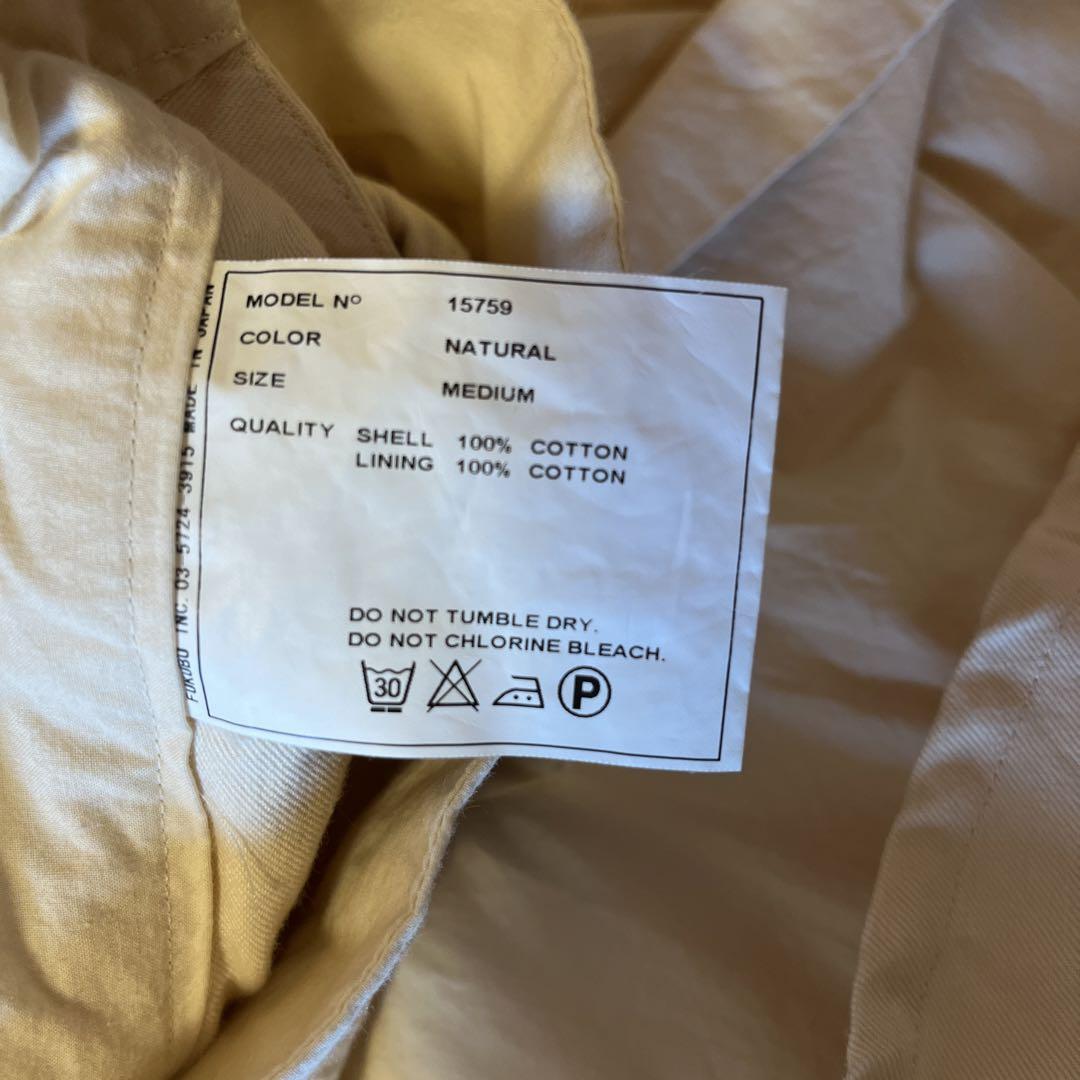 MODEL Nº 15759
COLOR NATURAL
SIZE MEDIUM
QUALITY SHELL 100% COTTON
LINING 100% COTTON
DO NOT TUMBLE DRY.
DO NOT CHLORINE BLEACH.
30
P
FUKUBU INC. 03 5724 3915 MADE IN JAPAN